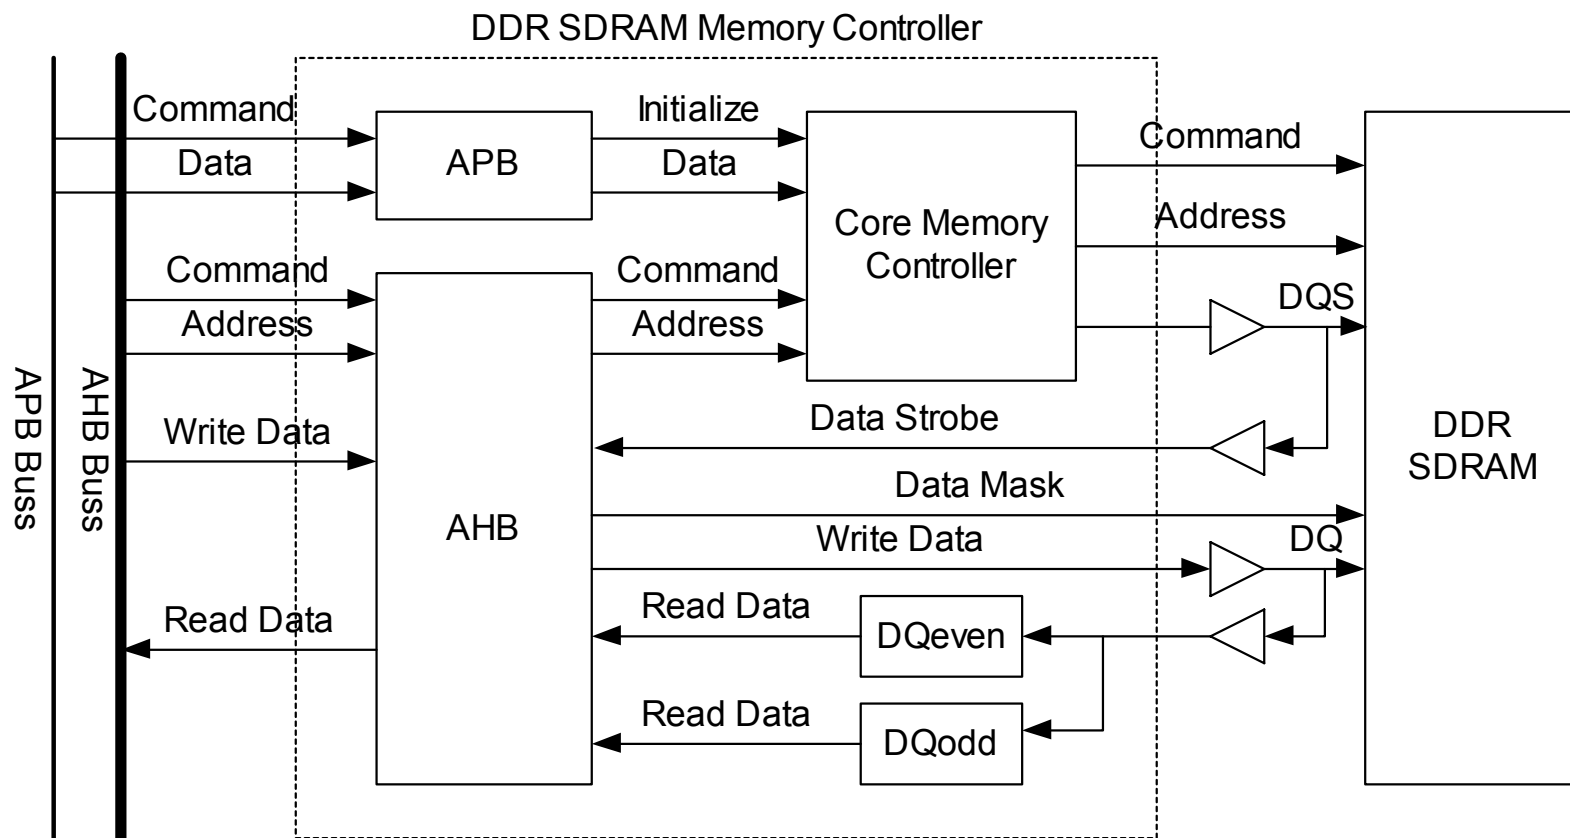 DDR SDRAM Memory Controller
Command
Initialize
Data
APB
Data
Command
Core Memory
Controller
Address
Command
Address
Command
Address
DQS
APB Buss
AHB Buss
Write Data
Data Strobe
DDR
SDRAM
AHB
Data Mask
Write Data
DQ
Read Data
Read Data
DQeven
Read Data
DQodd